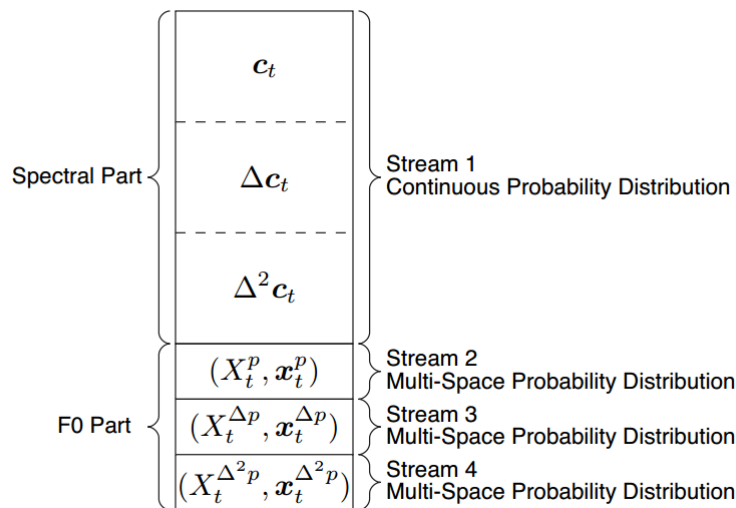 c_t
Spectral Part
Δc_t
Stream 1
Continuous Probability Distribution
Δ²c_t
(X_t^p, x_t^p)
Stream 2
Multi-Space Probability Distribution
F0 Part
(X_t^{Δp}, x_t^{Δp})
Stream 3
Multi-Space Probability Distribution
(X_t^{Δ²p}, x_t^{Δ²p})
Stream 4
Multi-Space Probability Distribution